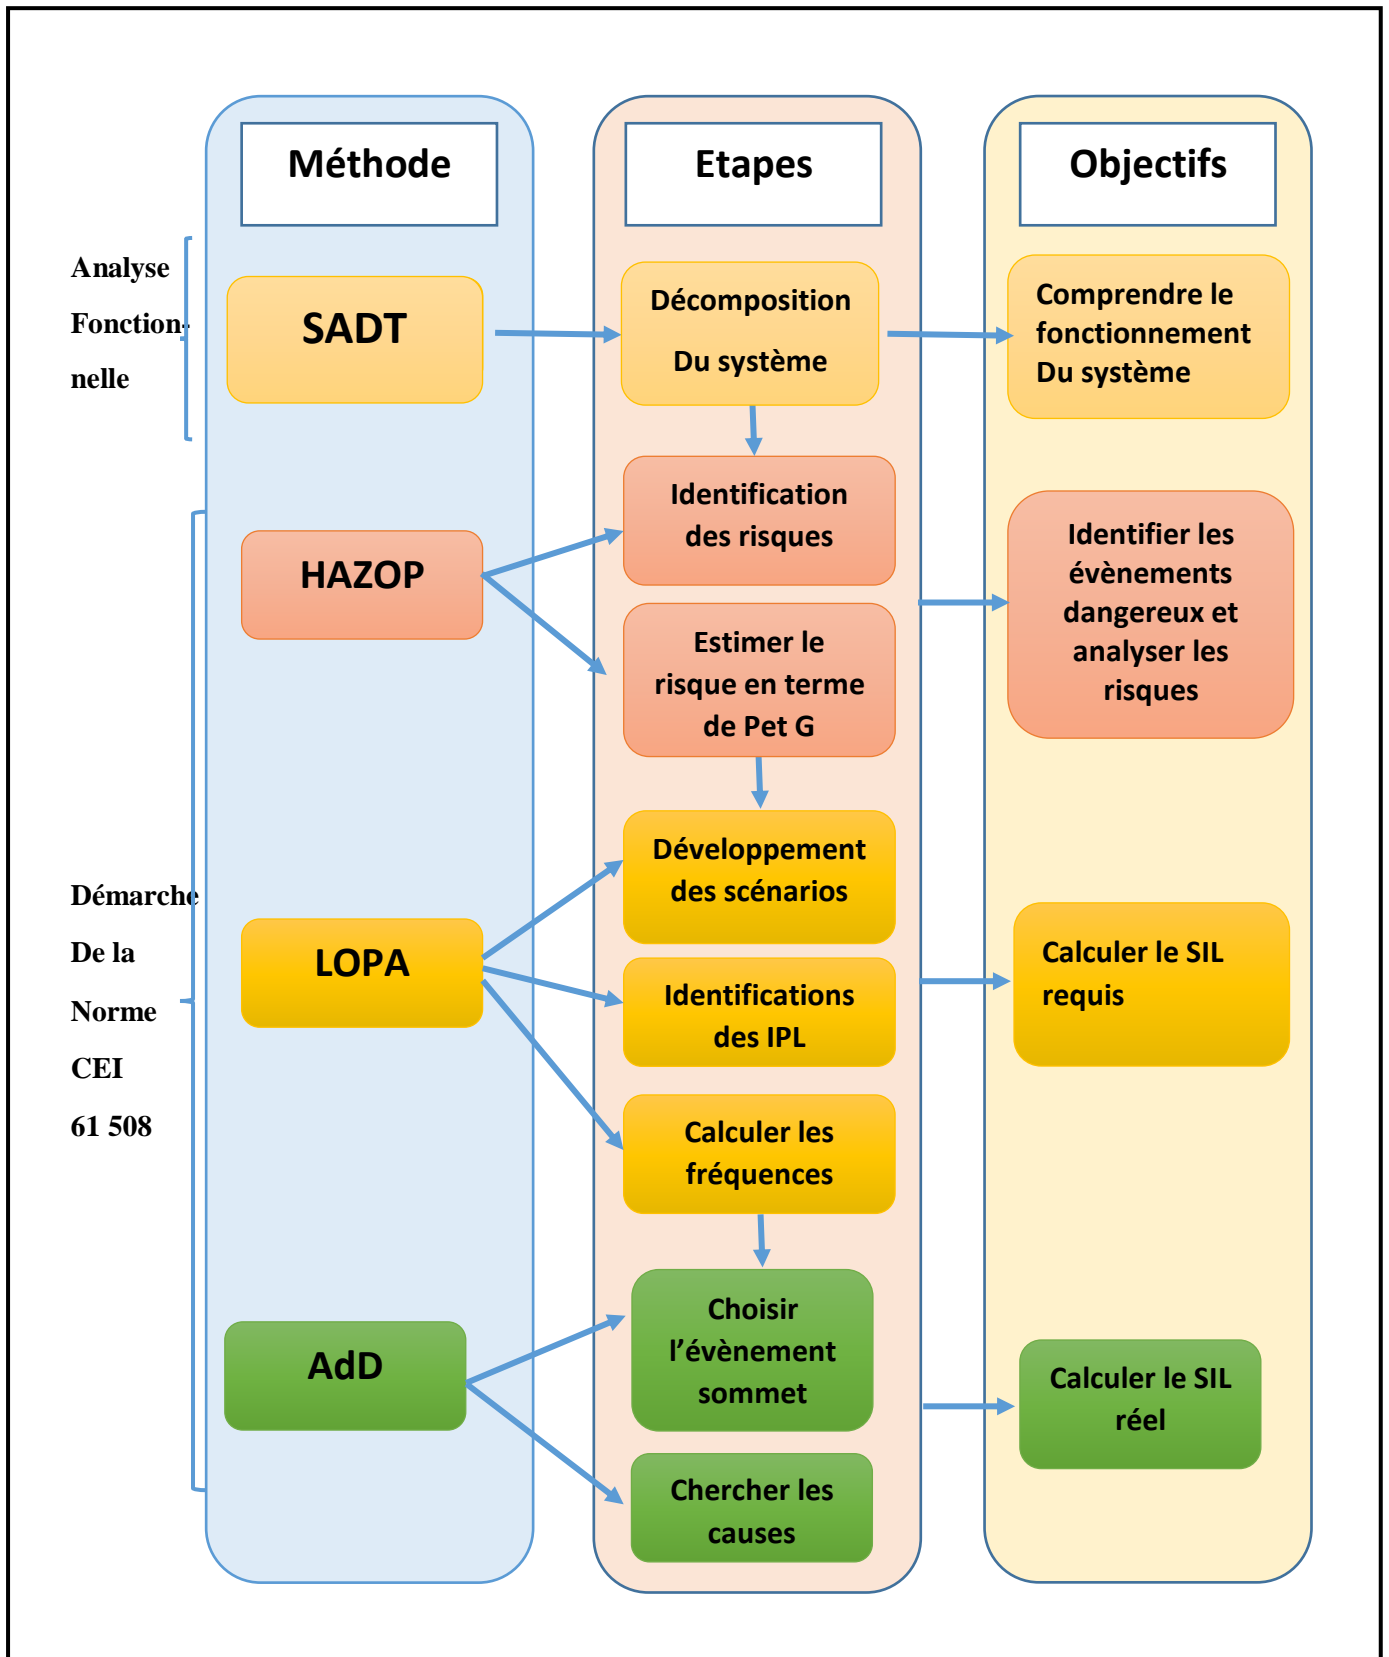 Méthode
Etapes
Objectifs
Analyse
Fonction-
nelle
SADT
Décomposition
Du système
Comprendre le
fonctionnement
Du système
Démarche
De la
Norme
CEI
61 508
HAZOP
Identification
des risques
Estimer le
risque en terme
de Pet G
Identifier les
évènements
dangereux et
analyser les
risques
LOPA
Développement
des scénarios
Identifications
des IPL
Calculer les
fréquences
Calculer le SIL
requis
AdD
Choisir
l’évènement
sommet
Chercher les
causes
Calculer le SIL
réel